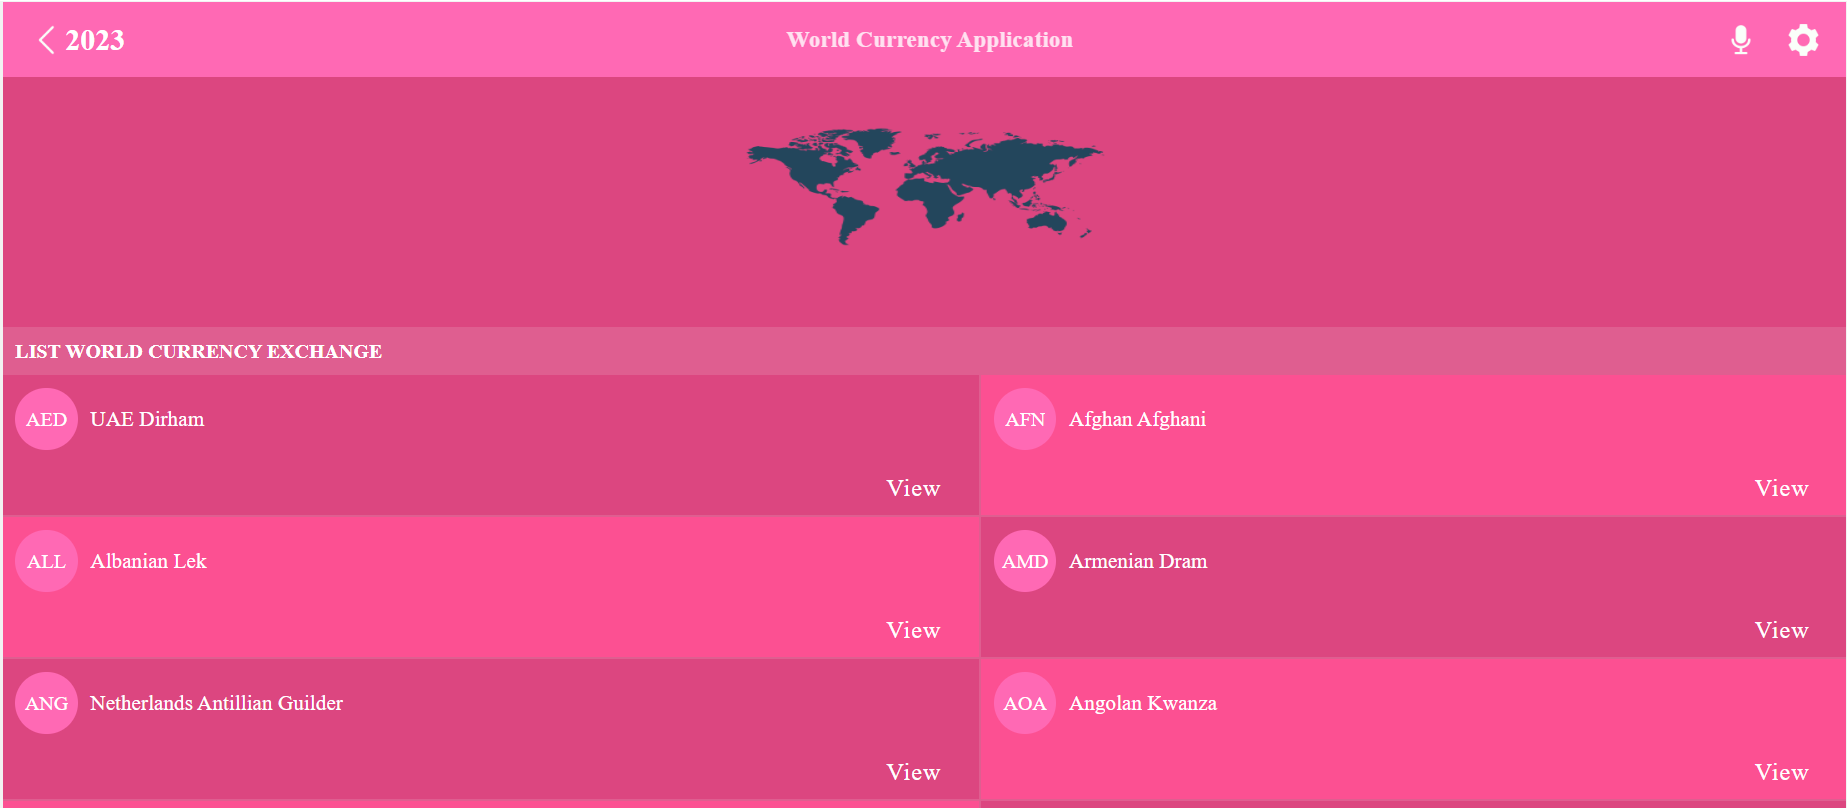 2023
World Currency Application
LIST WORLD CURRENCY EXCHANGE
AED UAE Dirham
View
AFN Afghan Afghani
View
ALL Albanian Lek
View
AMD Armenian Dram
View
ANG Netherlands Antillian Guilder
View
AOA Angolan Kwanza
View